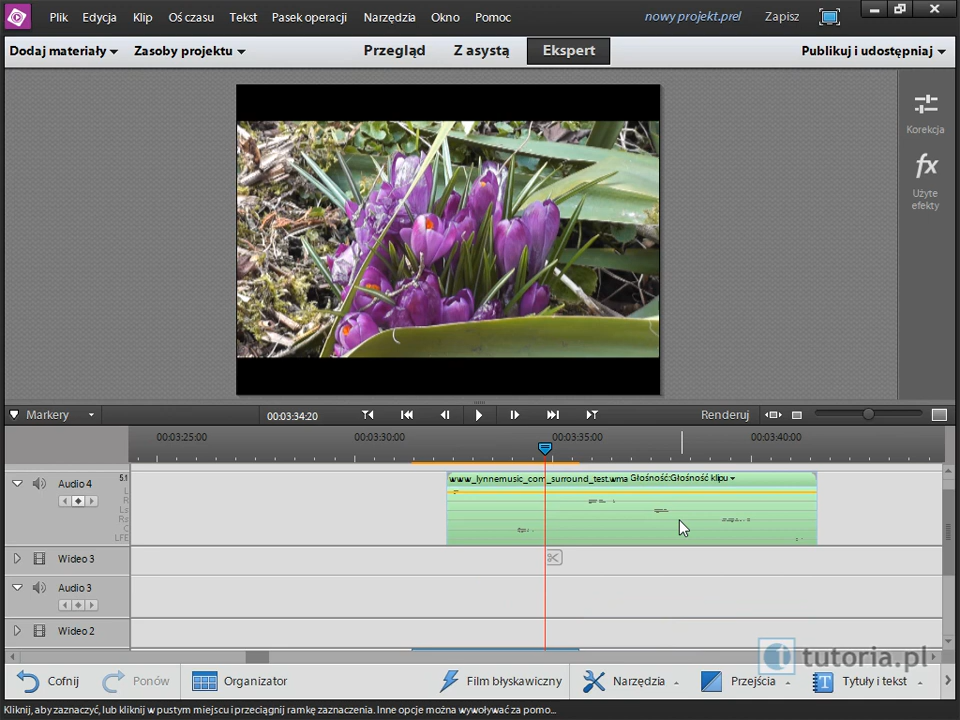 Plik Edycja Klip Oś czasu Tekst Pasek operacji Narzędzia Okno Pomoc nowy projekt.prel Zapisz
Dodaj materiały Zasoby projektu Przegląd Z asystą Ekspert Publikuj i udostępniaj
Korekcja
fx
Użyte
efekty
Markery 00:03:34:20 Renderuj
00:03:25:00 00:03:30:00 00:03:35:00 00:03:40:00
Audio 4 5.1 www_lynnemusic_com_surround_test.wma Głośność:Głośność klipu
L
R
Ls
Rs
C
LFE
Wideo 3
Audio 3
Wideo 2
i tutoria.pl
Cofnij Ponów Organizator Film błyskawiczny Narzędzia Przejścia Tytuły i tekst
Kliknij, aby zaznaczyć, lub kliknij w pustym miejscu i przeciągnij ramkę zaznaczenia. Inne opcje można wywoływać za pomo...